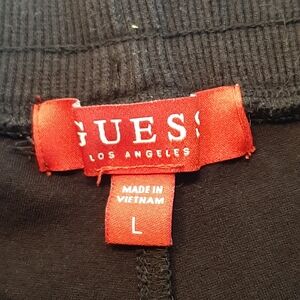 GUESS
LOS ANGELES
MADE IN
VIETNAM
L